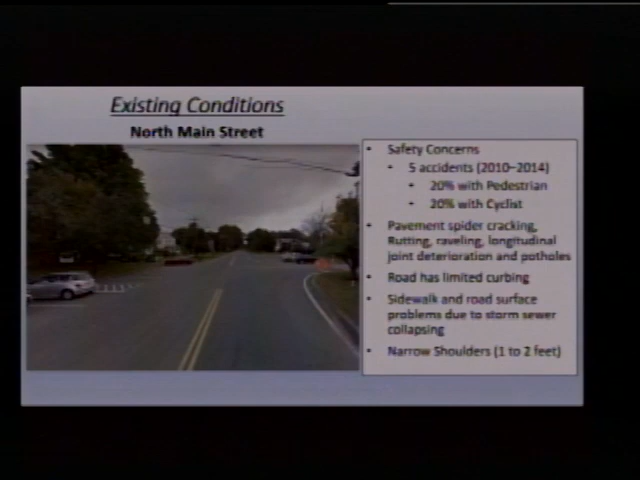 Existing Conditions
North Main Street
• Safety Concerns
• 5 accidents (2010–2014)
• 20% with Pedestrian
• 20% with Cyclist
• Pavement spider cracking,
Rutting, raveling, longitudinal
joint deterioration and potholes
• Road has limited curbing
• Sidewalk and road surface
problems due to storm sewer
collapsing
• Narrow Shoulders (1 to 2 feet)